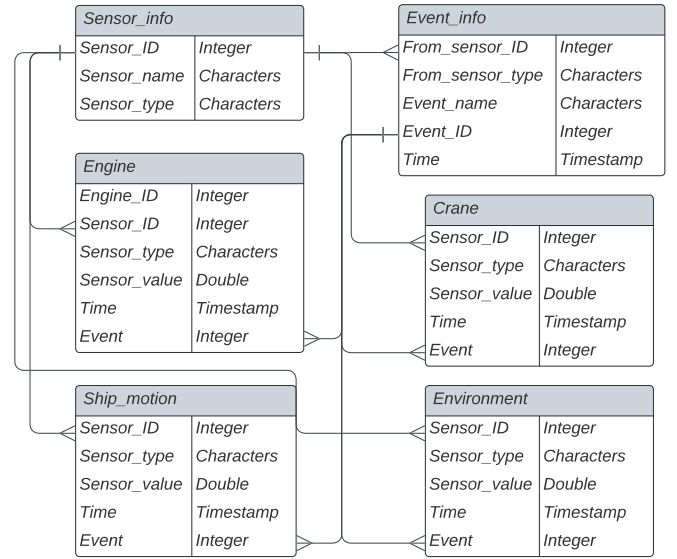 Sensor_info
Sensor_ID Integer
Sensor_name Characters
Sensor_type Characters
Event_info
From_sensor_ID Integer
From_sensor_type Characters
Event_name Characters
Event_ID Integer
Time Timestamp
Engine
Engine_ID Integer
Sensor_ID Integer
Sensor_type Characters
Sensor_value Double
Time Timestamp
Event Integer
Crane
Sensor_ID Integer
Sensor_type Characters
Sensor_value Double
Time Timestamp
Event Integer
Ship_motion
Sensor_ID Integer
Sensor_type Characters
Sensor_value Double
Time Timestamp
Event Integer
Environment
Sensor_ID Integer
Sensor_type Characters
Sensor_value Double
Time Timestamp
Event Integer